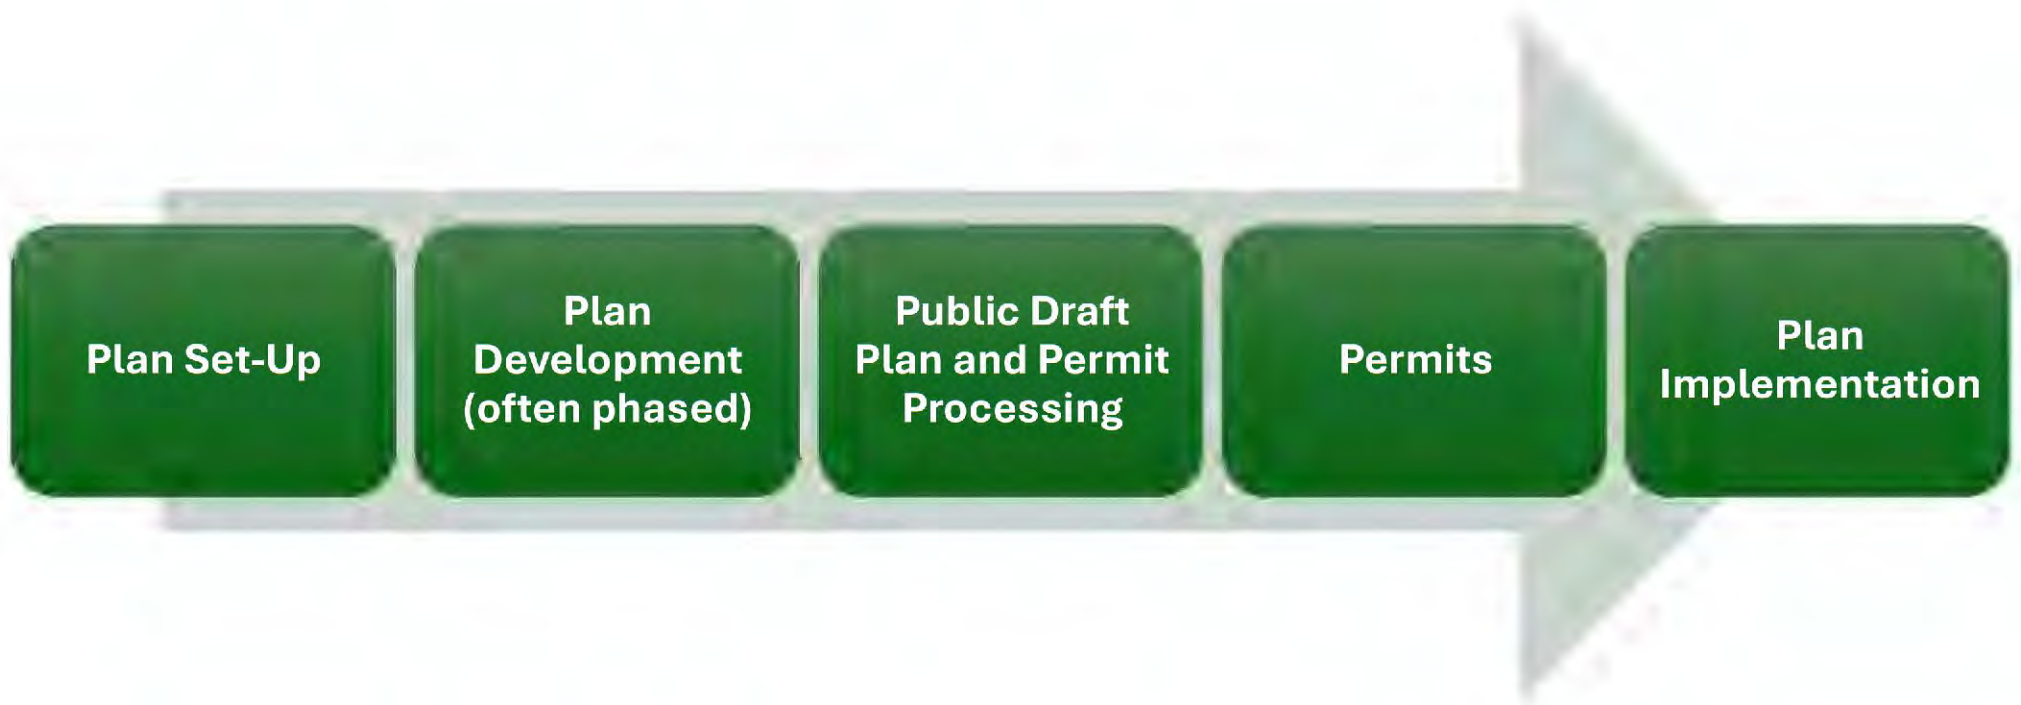 Plan Set-Up
Plan
Development
(often phased)
Public Draft
Plan and Permit
Processing
Permits
Plan
Implementation